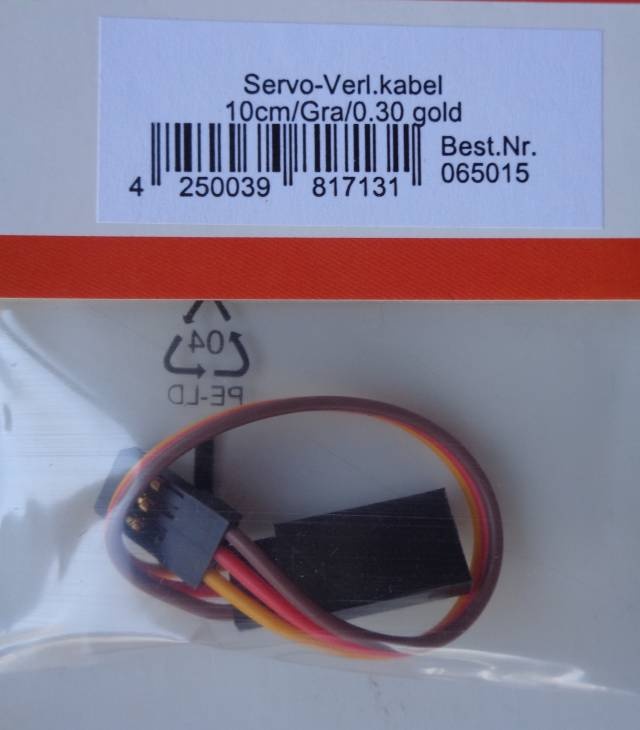 Servo-Verl.kabel
10cm/Gra/0.30 gold
Best.Nr.
065015
4 250039 817131
04
PE-LD